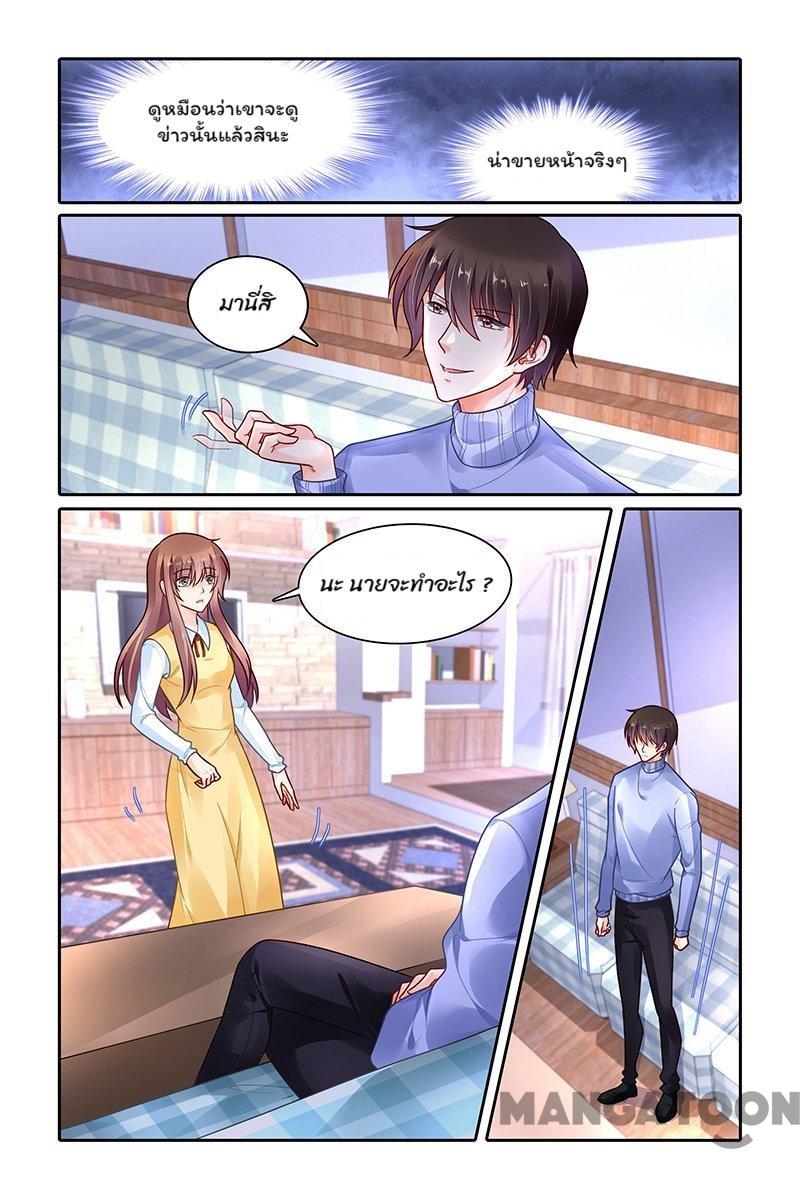 ดูหมือนว่าเขาจะดู
ข่าวนั้นแล้วสินะ
น่าขายหน้าจริงๆ
มานี่สิ
นะ นายจะทำอะไร ?
MANGATOON